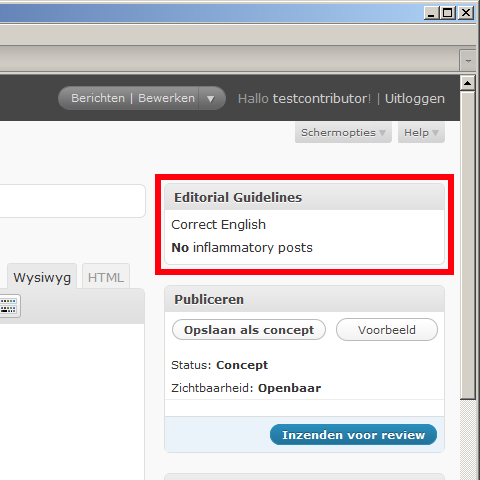 Berichten | Bewerken
Hallo testcontributor! | Uitloggen
Schermopties
Help
Editorial Guidelines
Correct English
No inflammatory posts
Wysiwyg
HTML
Publiceren
Opslaan als concept
Voorbeeld
Status: Concept
Zichtbaarheid: Openbaar
Inzenden voor review